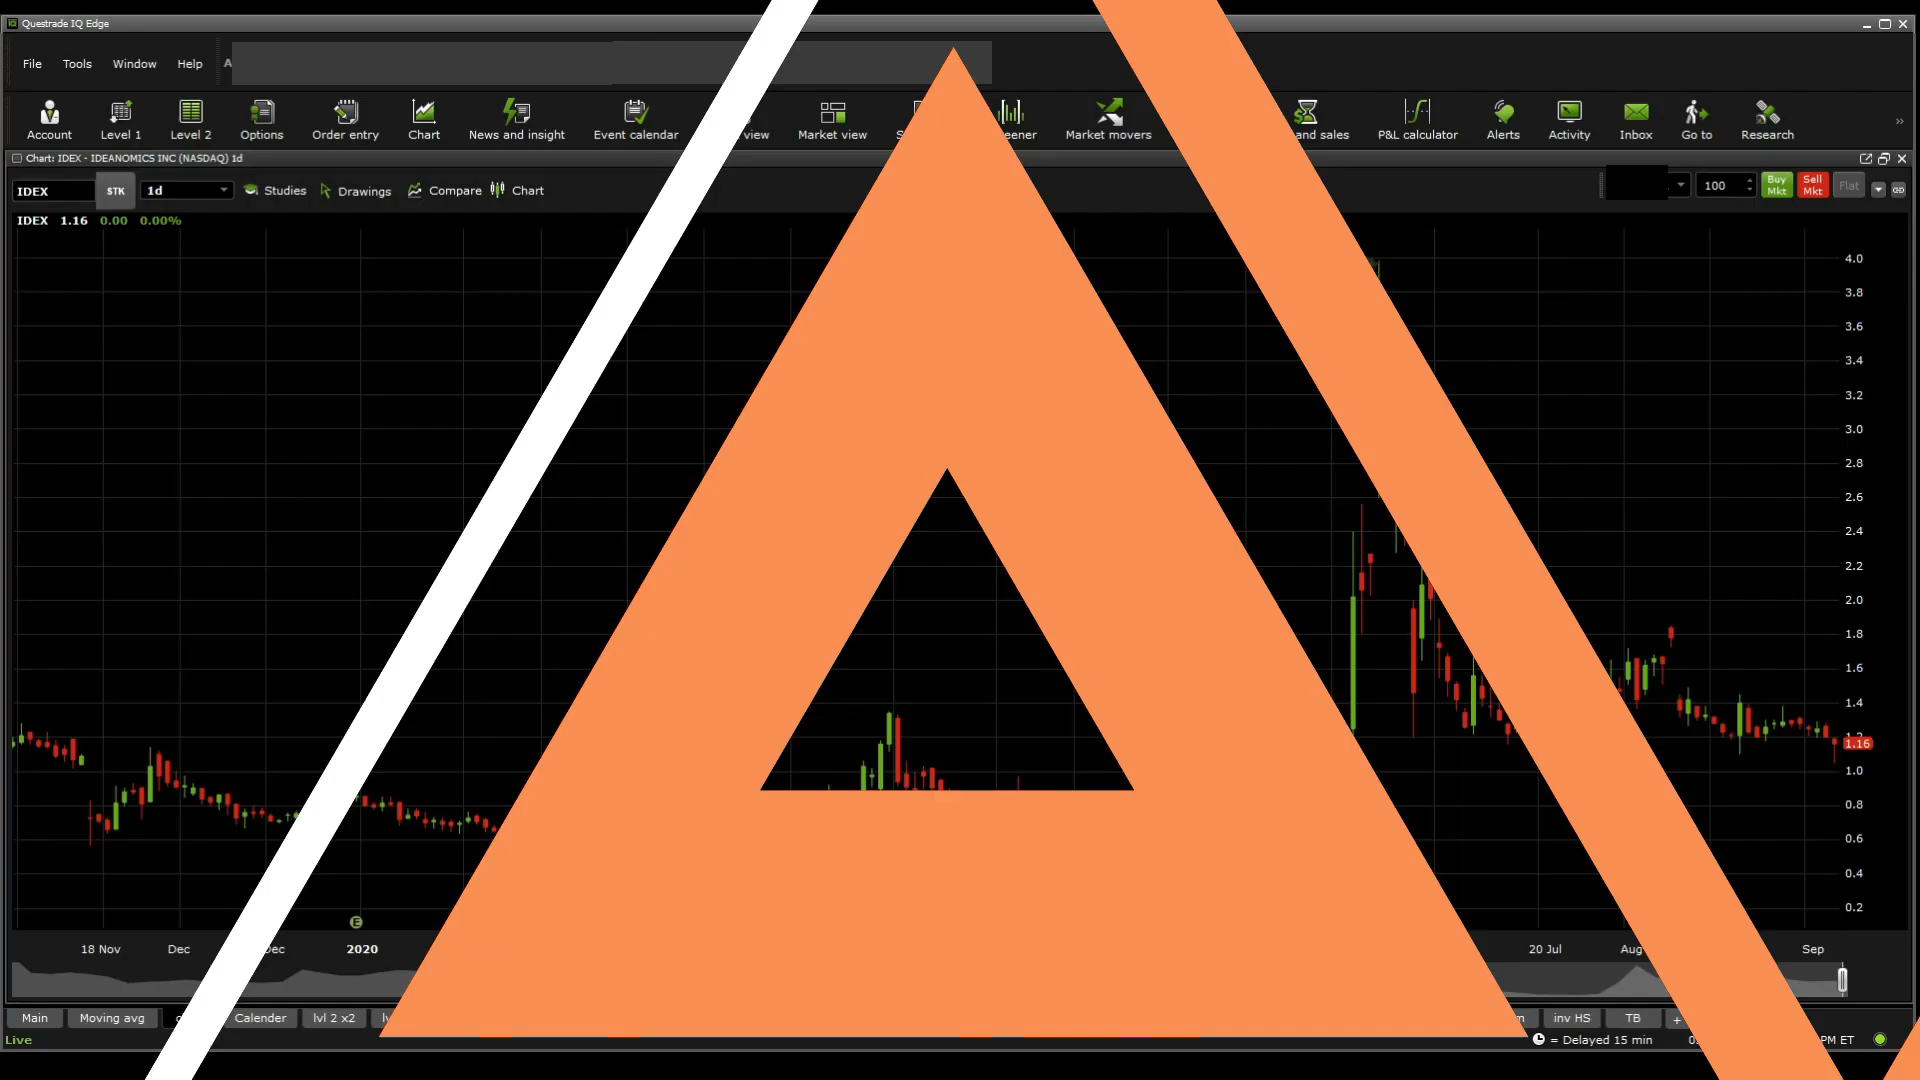 Questrade IQ Edge
File Tools Window Help A
Account Level 1 Level 2 Options Order entry Chart News and insight Event calendar view Market view Market movers and sales P&L calculator Alerts Activity Inbox Go to Research
Chart: IDEX - IDEANOMICS INC (NASDAQ) 1d
IDEX STK 1d Studies Drawings Compare Chart 100 Buy Mkt Sell Mkt Flat
IDEX 1.16 0.00 0.00%
4.0
3.8
3.6
3.4
3.2
3.0
2.8
2.6
2.4
2.2
2.0
1.8
1.6
1.4
1.16
1.0
0.8
0.6
0.4
0.2
E
18 Nov Dec Dec 2020 20 Jul Aug Sep
Main Moving avg Calender lvl 2 x2 inv HS TB +
Live = Delayed 15 min PM ET